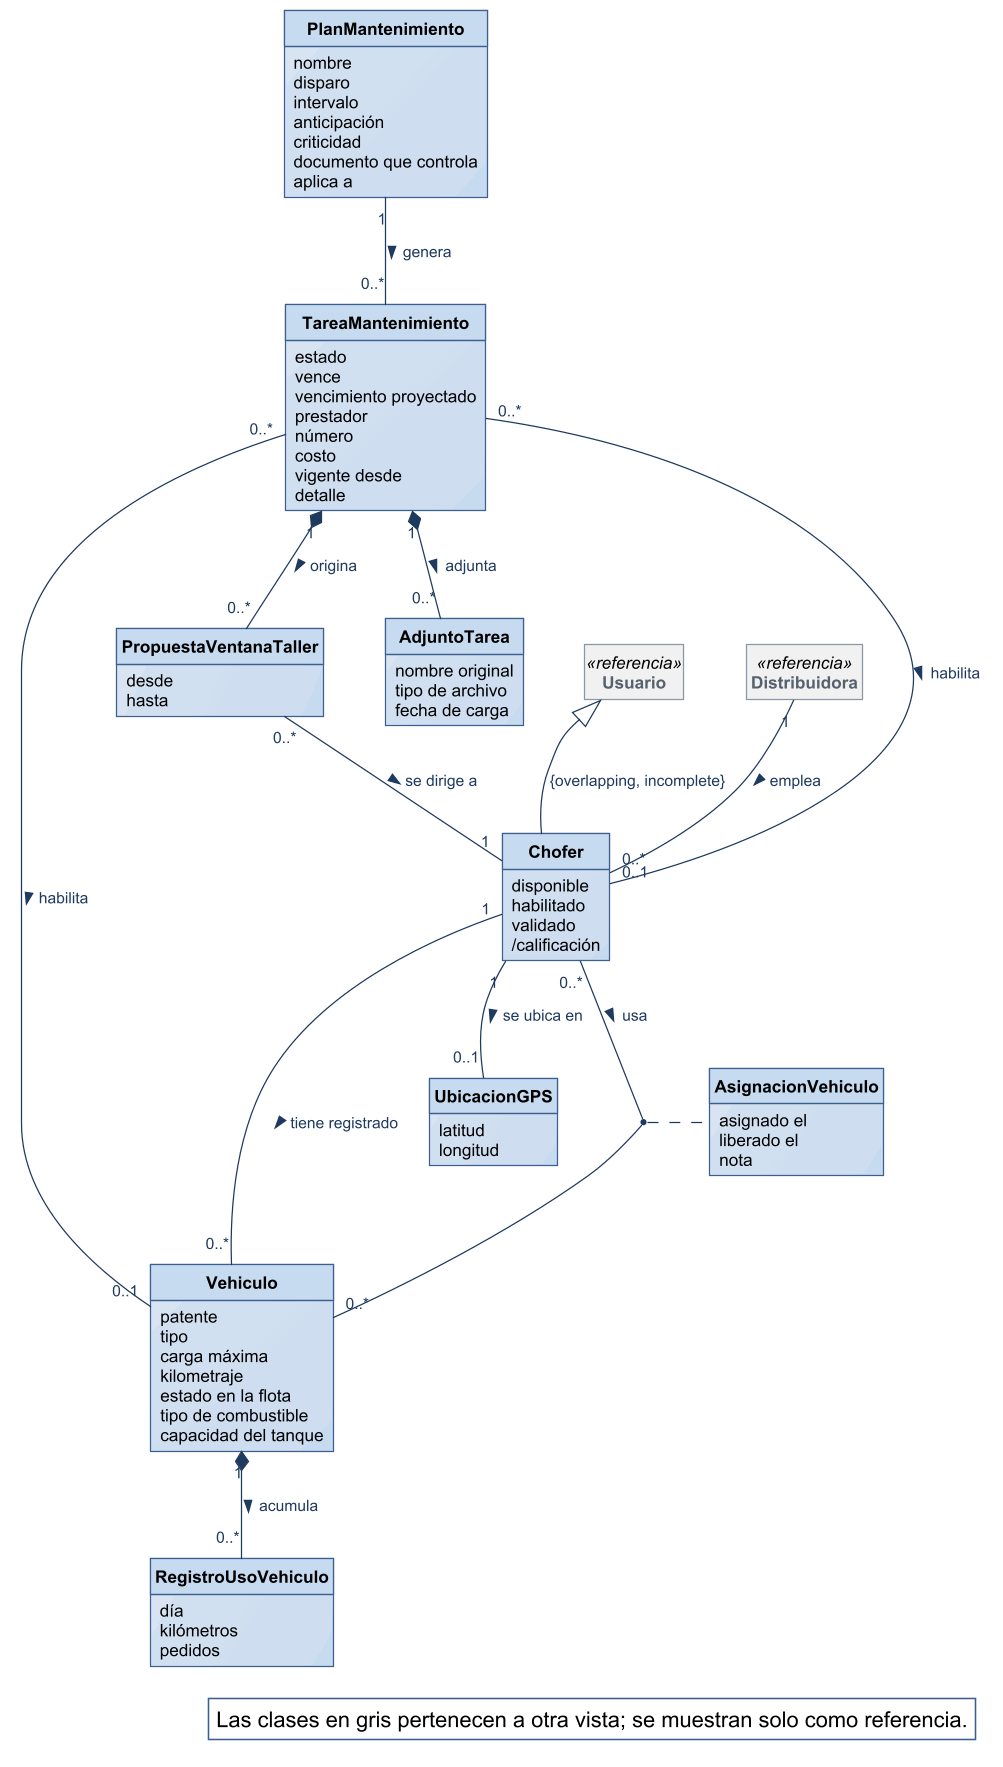 PlanMantenimiento
nombre
disparo
intervalo
anticipación
criticidad
documento que controla
aplica a
1
genera
0..*
TareaMantenimiento
estado
vence
vencimiento proyectado
prestador
número
costo
vigente desde
detalle
0..*
0..*
1
1
origina
adjunta
0..*
0..*
PropuestaVentanaTaller
desde
hasta
AdjuntoTarea
nombre original
tipo de archivo
fecha de carga
«referencia»
Usuario
«referencia»
Distribuidora
habilita
0..*
1
se dirige a
{overlapping, incomplete}
emplea
1
0..*
0..1
Chofer
disponible
habilitado
validado
/calificación
habilita
1
1
0..*
se ubica en
usa
0..1
UbicacionGPS
latitud
longitud
AsignacionVehiculo
asignado el
liberado el
nota
tiene registrado
0..*
0..1
0..*
Vehiculo
patente
tipo
carga máxima
kilometraje
estado en la flota
tipo de combustible
capacidad del tanque
1
acumula
0..*
RegistroUsoVehiculo
día
kilómetros
pedidos
Las clases en gris pertenecen a otra vista; se muestran solo como referencia.